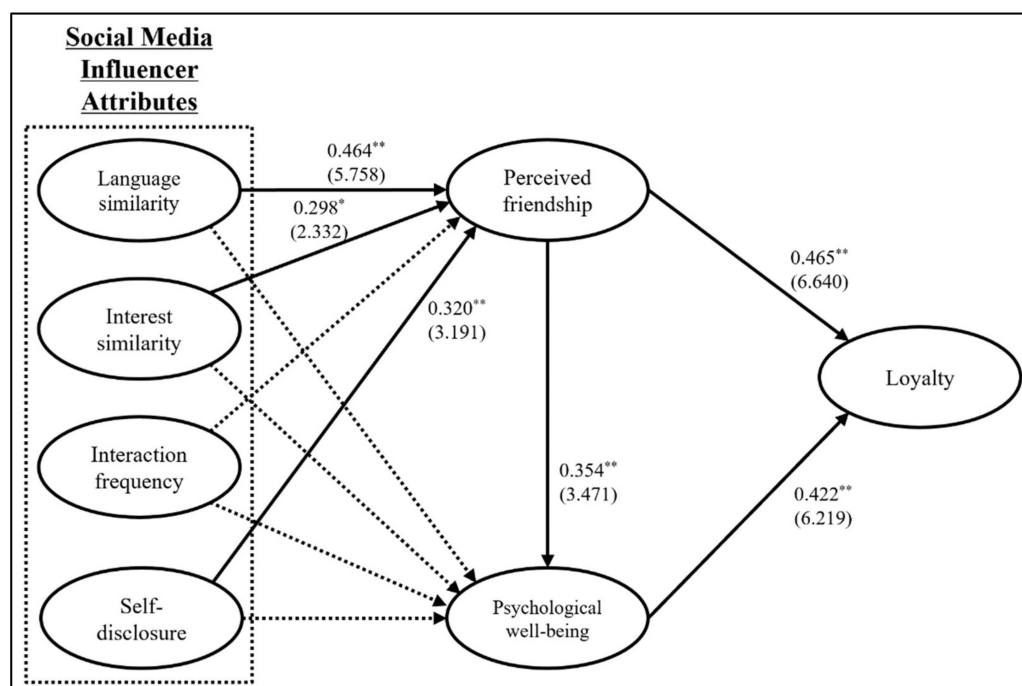 Social Media
Influencer
Attributes
Language
similarity
0.464**
(5.758)
Perceived
friendship
0.298*
(2.332)
Interest
similarity
0.320**
(3.191)
0.465**
(6.640)
Loyalty
Interaction
frequency
0.354**
(3.471)
0.422**
(6.219)
Self-
disclosure
Psychological
well-being